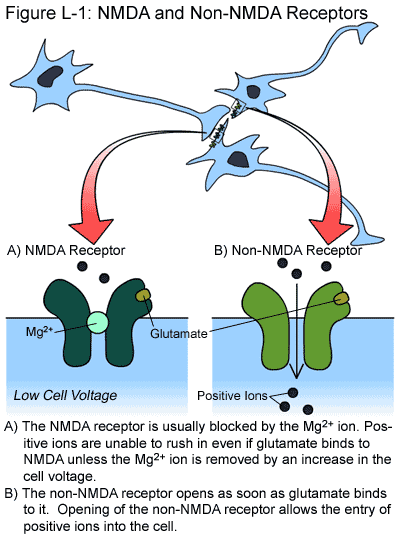 Figure L-1: NMDA and Non-NMDA Receptors
A) NMDA Receptor
B) Non-NMDA Receptor
Mg²⁺
Glutamate
Low Cell Voltage
Positive Ions
A) The NMDA receptor is usually blocked by the Mg²⁺ ion. Pos-
itive ions are unable to rush in even if glutamate binds to
NMDA unless the Mg²⁺ ion is removed by an increase in the
cell voltage.
B) The non-NMDA receptor opens as soon as glutamate binds
to it. Opening of the non-NMDA receptor allows the entry of
positive ions into the cell.